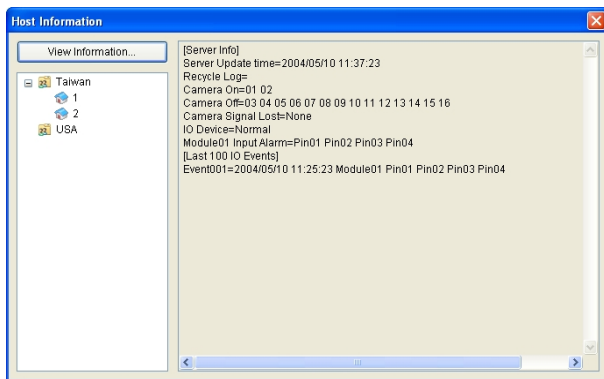 Host Information
View Information...
Taiwan
1
2
USA
[Server Info]
Server Update time=2004/05/10 11:37:23
Recycle Log=
Camera On=01 02
Camera Off=03 04 05 06 07 08 09 10 11 12 13 14 15 16
Camera Signal Lost=None
IO Device=Normal
Module01 Input Alarm=Pin01 Pin02 Pin03 Pin04
[Last 100 IO Events]
Event001=2004/05/10 11:25:23 Module01 Pin01 Pin02 Pin03 Pin04